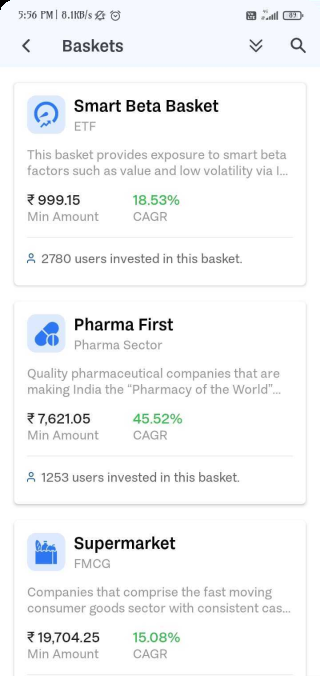 5:56 PM | 8.1KB/s
89
Baskets
Smart Beta Basket
ETF
This basket provides exposure to smart beta
factors such as value and low volatility via I...
₹ 999.15
18.53%
Min Amount
CAGR
2780 users invested in this basket.
Pharma First
Pharma Sector
Quality pharmaceutical companies that are
making India the “Pharmacy of the World”...
₹ 7,621.05
45.52%
Min Amount
CAGR
1253 users invested in this basket.
Supermarket
FMCG
Companies that comprise the fast moving
consumer goods sector with consistent cas...
₹ 19,704.25
15.08%
Min Amount
CAGR